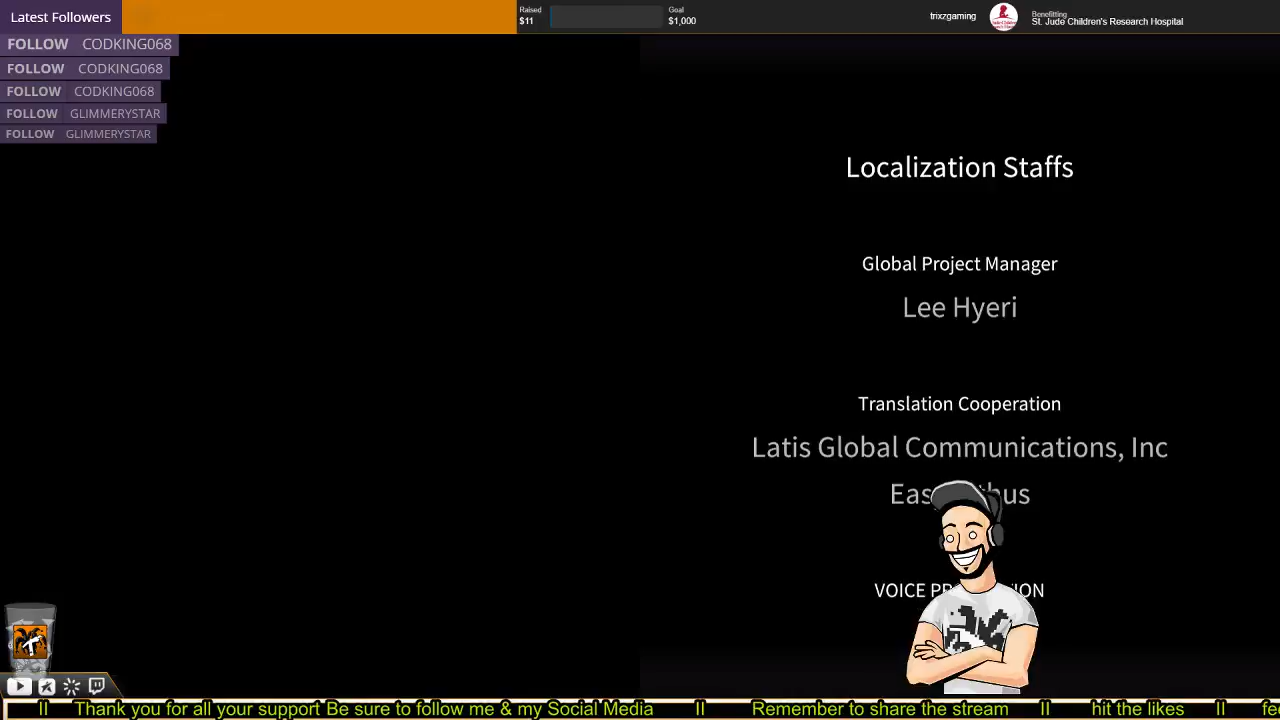 Latest Followers
Raised
$11
Goal
$1,000
trixzgaming
Benefitting
St. Jude Children's Research Hospital
FOLLOW CODKING068
FOLLOW CODKING068
FOLLOW CODKING068
FOLLOW GLIMMERYSTAR
FOLLOW GLIMMERYSTAR
Localization Staffs
Global Project Manager
Lee Hyeri
Translation Cooperation
Latis Global Communications, Inc
VOICE
II Thank you for all your support Be sure to follow me & my Social Media II Remember to share the stream II hit the likes II